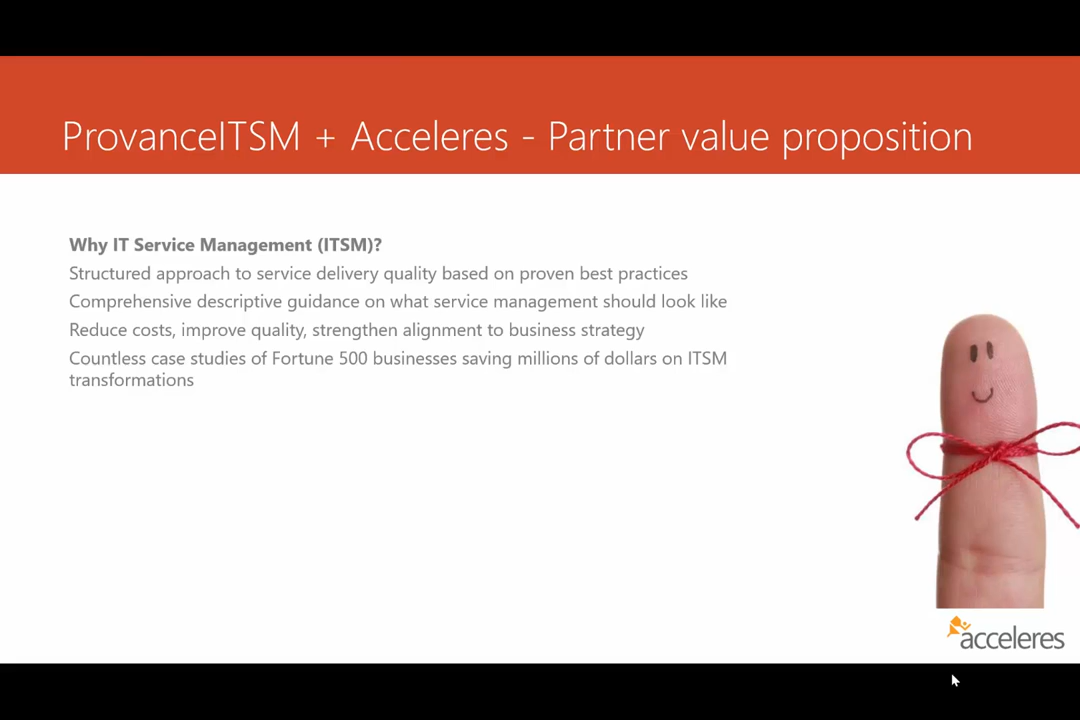 ProvanceITSM + Acceleres - Partner value proposition
Why IT Service Management (ITSM)?
Structured approach to service delivery quality based on proven best practices
Comprehensive descriptive guidance on what service management should look like
Reduce costs, improve quality, strengthen alignment to business strategy
Countless case studies of Fortune 500 businesses saving millions of dollars on ITSM
transformations
acceleres